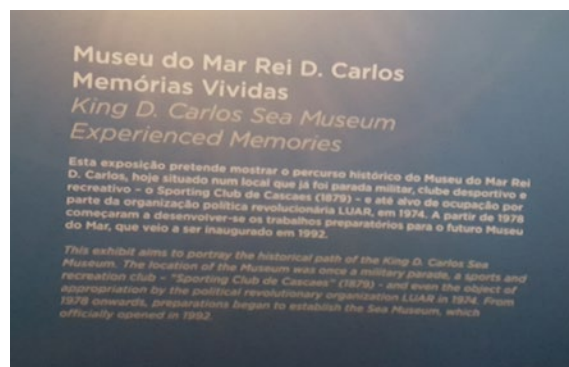 Museu do Mar Rei D. Carlos
Memórias Vividas
King D. Carlos Sea Museum
Experienced Memories
Esta exposição pretende mostrar o percurso histórico do Museu do Mar Rei
D. Carlos, hoje situado num local que já foi parada militar, clube desportivo e
recreativo – o Sporting Club de Cascaes (1879) – e até alvo de ocupação por
parte da organização política revolucionária LUAR, em 1974. A partir de 1978
começaram a desenvolver-se os trabalhos preparatórios para o futuro Museu
do Mar, que veio a ser inaugurado em 1992.
This exhibit aims to portray the historical path of the King D. Carlos Sea
Museum. The location of the Museum was once a military parade, a sports and
recreation club – "Sporting Club de Cascaes" (1879) - and even the object of
appropriation by the political revolutionary organization LUAR in 1974. From
1978 onwards, preparations began to establish the Sea Museum, which
officially opened in 1992.